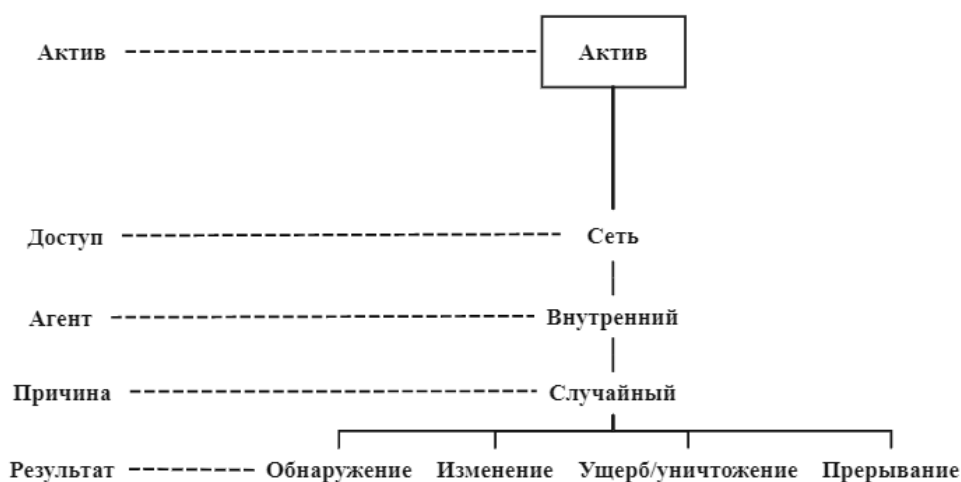 Актив Актив
Доступ Сеть
Агент Внутренний
Причина Случайный
Результат Обнаружение Изменение Ущерб/уничтожение Прерывание